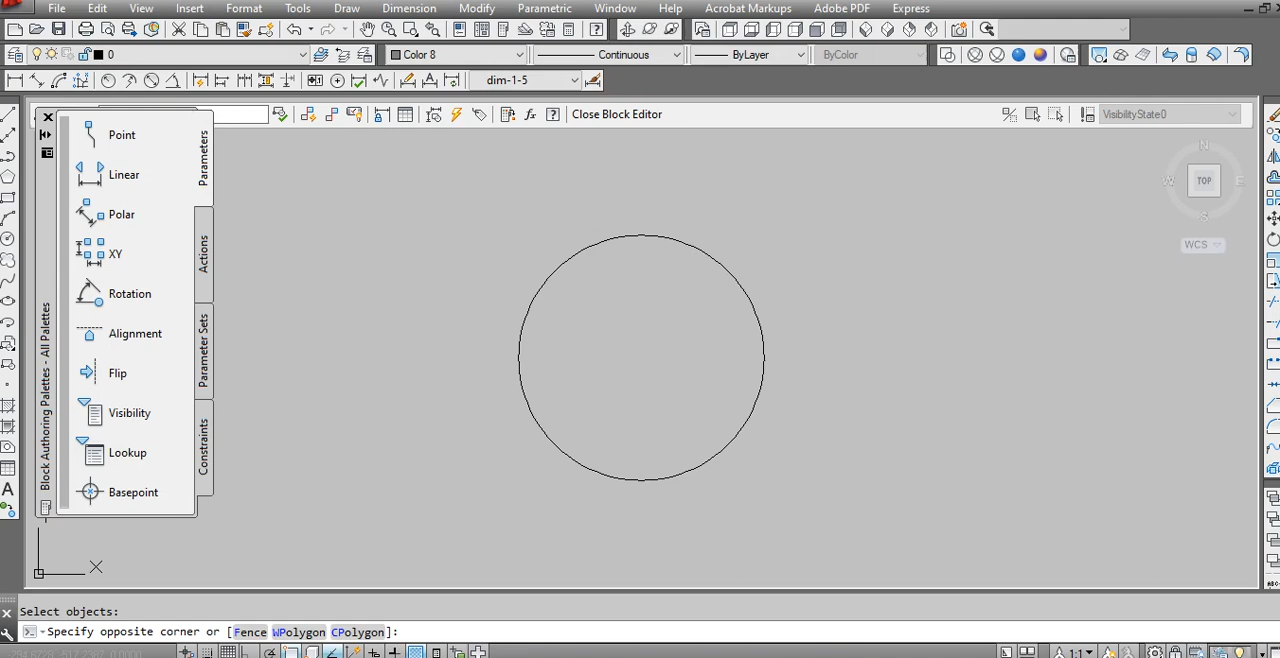 File Edit View Insert Format Tools Draw Dimension Modify Parametric Window Help Acrobat Markups Adobe PDF Express
0 Color 8 Continuous ByLayer ByColor
dim-1-5
Close Block Editor VisibilityState0
Point
Linear
Polar
XY
Rotation
Alignment
Flip
Visibility
Lookup
Basepoint
Parameters
Actions
Parameter Sets
Constraints
Block Authoring Palettes - All Palettes
N
W TOP E
S
WCS
X
Select objects:
Specify opposite corner or [Fence WPolygon CPolygon]:
1:1